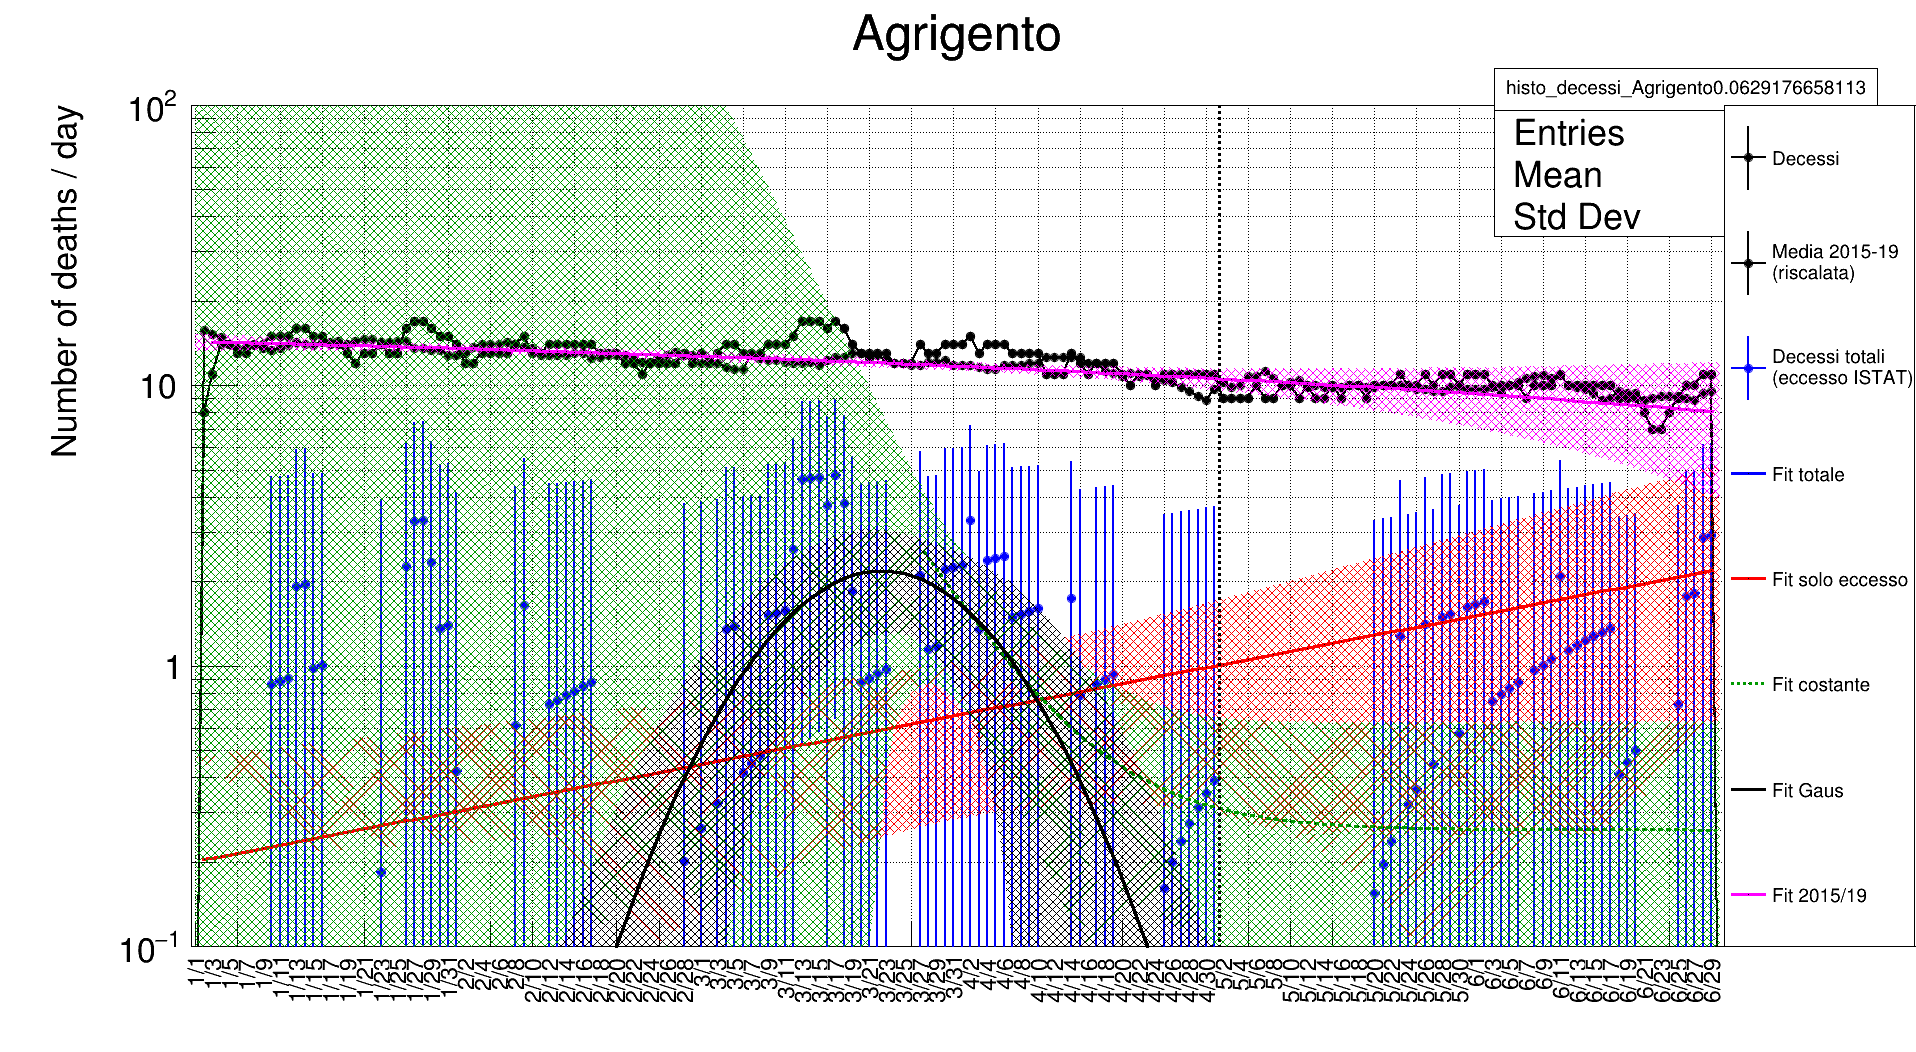 Agrigento
Number of deaths / day
histo_decessi_Agrigento0.0629176658113
Entries
Mean
Std Dev
10²
10
1
10⁻¹
Decessi
Media 2015-19
(riscalata)
Decessi totali
(eccesso ISTAT)
Fit totale
Fit solo eccesso
Fit costante
Fit Gaus
Fit 2015/19
1/1 1/3 1/5 1/7 1/9 1/11 1/13 1/15 1/17 1/19 1/21 1/23 1/25 1/27 1/29 1/31 2/2 2/4 2/6 2/8 2/10 2/12 2/14 2/16 2/18 2/20 2/22 2/24 2/26 2/28 3/1 3/3 3/5 3/7 3/9 3/11 3/13 3/15 3/17 3/19 3/21 3/23 3/25 3/27 3/29 3/31 4/2 4/4 4/6 4/8 4/10 4/12 4/14 4/16 4/18 4/20 4/22 4/24 4/26 4/28 4/30 5/2 5/4 5/6 5/8 5/10 5/12 5/14 5/16 5/18 5/20 5/22 5/24 5/26 5/28 5/30 6/1 6/3 6/5 6/7 6/9 6/11 6/13 6/15 6/17 6/19 6/21 6/23 6/25 6/27 6/29